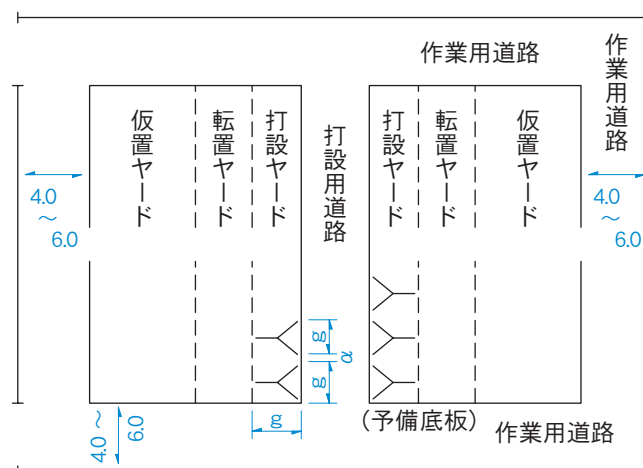 作業用道路
作業用道路
仮置ヤード
転置ヤード
打設ヤード
打設用道路
打設ヤード
転置ヤード
仮置ヤード
4.0
～
6.0
4.0
～
6.0
g
α
g
g
4.0～
6.0
（予備底板）
作業用道路